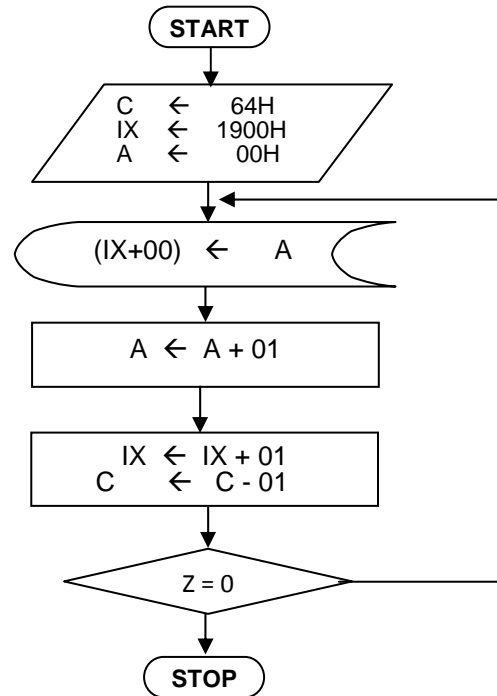 START
C ← 64H
IX ← 1900H
A ← 00H
(IX+00) ← A
A ← A + 01
IX ← IX + 01
C ← C - 01
Z = 0
STOP